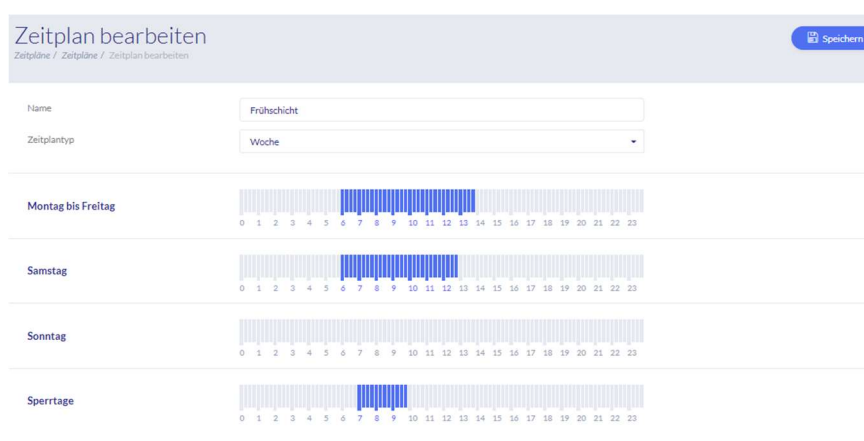 Zeitplan bearbeiten
Speichern
Zeitpläne / Zeitpläne / Zeitplan bearbeiten
Name
Frühschicht
Zeitplantyp
Woche
Montag bis Freitag
0 1 2 3 4 5 6 7 8 9 10 11 12 13 14 15 16 17 18 19 20 21 22 23
Samstag
0 1 2 3 4 5 6 7 8 9 10 11 12 13 14 15 16 17 18 19 20 21 22 23
Sonntag
0 1 2 3 4 5 6 7 8 9 10 11 12 13 14 15 16 17 18 19 20 21 22 23
Sperrtage
0 1 2 3 4 5 6 7 8 9 10 11 12 13 14 15 16 17 18 19 20 21 22 23